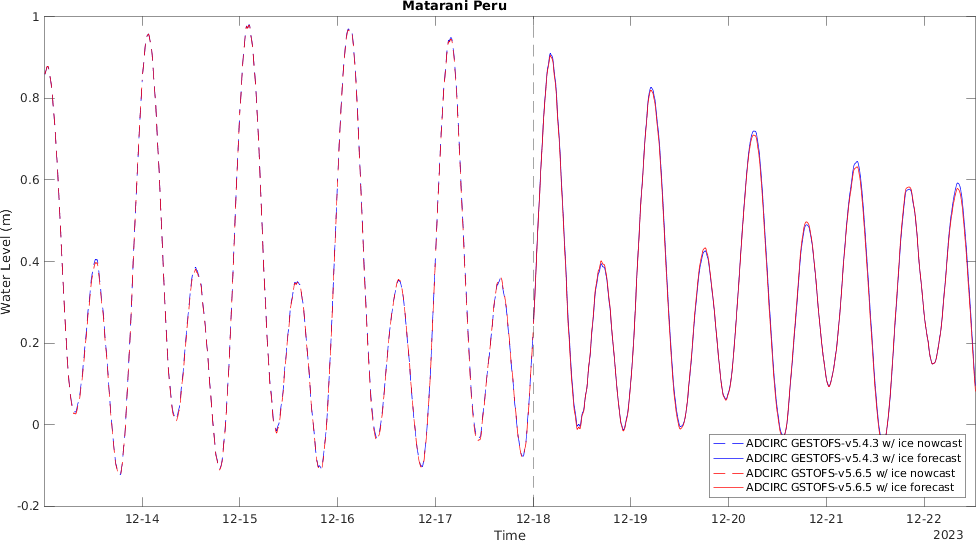 Matarani Peru
1
0.8
0.6
0.4
0.2
0
-0.2
Water Level (m)
12-14 12-15 12-16 12-17 12-18 12-19 12-20 12-21 12-22
Time
2023
ADCIRC GESTOFS-v5.4.3 w/ ice nowcast
ADCIRC GESTOFS-v5.4.3 w/ ice forecast
ADCIRC GSTOFS-v5.6.5 w/ ice nowcast
ADCIRC GSTOFS-v5.6.5 w/ ice forecast